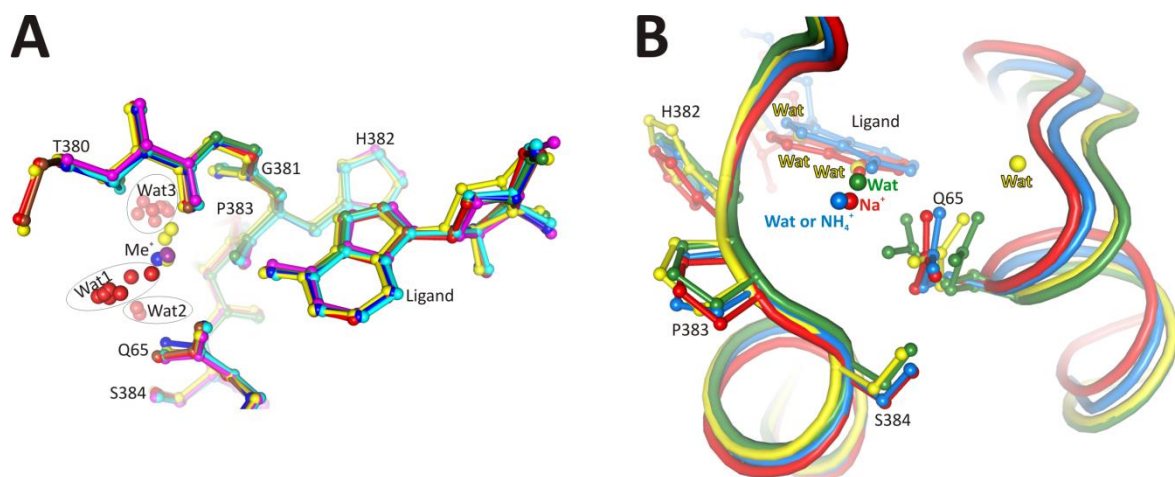 A
T380
Wat3
G381
H382
P383
Me⁺
Wat1
Wat2
Ligand
Q65
S384
B
H382
Wat
Ligand
Wat
Wat
Wat
Wat
Na⁺
Wat or NH₄⁺
Q65
P383
S384